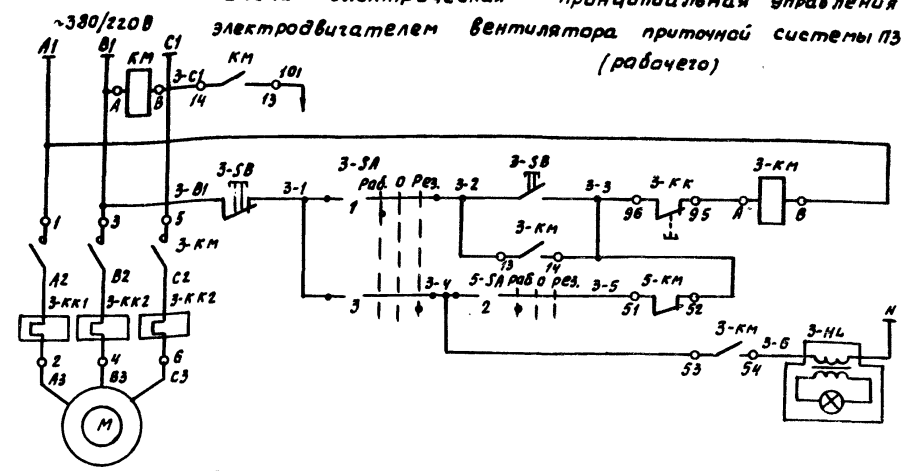 электрическая принципиальная управления
электродвигателем вентилятора приточной системы П3
(рабочего)
~380/220В
А1 В1 С1
КМ 3-С1 КМ 101
А В 14 13
3-SB 3-SA 3-SB 3-КМ
3-В1 3-1 Раб. О Рез. 3-2 3-3 3-КК
1 96 95 А В
1 3 5
3-КМ 3-КМ
13 14
А2 В2 С2
3-4 5-SA раб О рез. 3-5 5-КМ
3 2 51 52
3-КК1 3-КК2 3-КК2
N
3-КМ 3-6 3-HL
53 54
2 4 6
А3 В3 С3
М